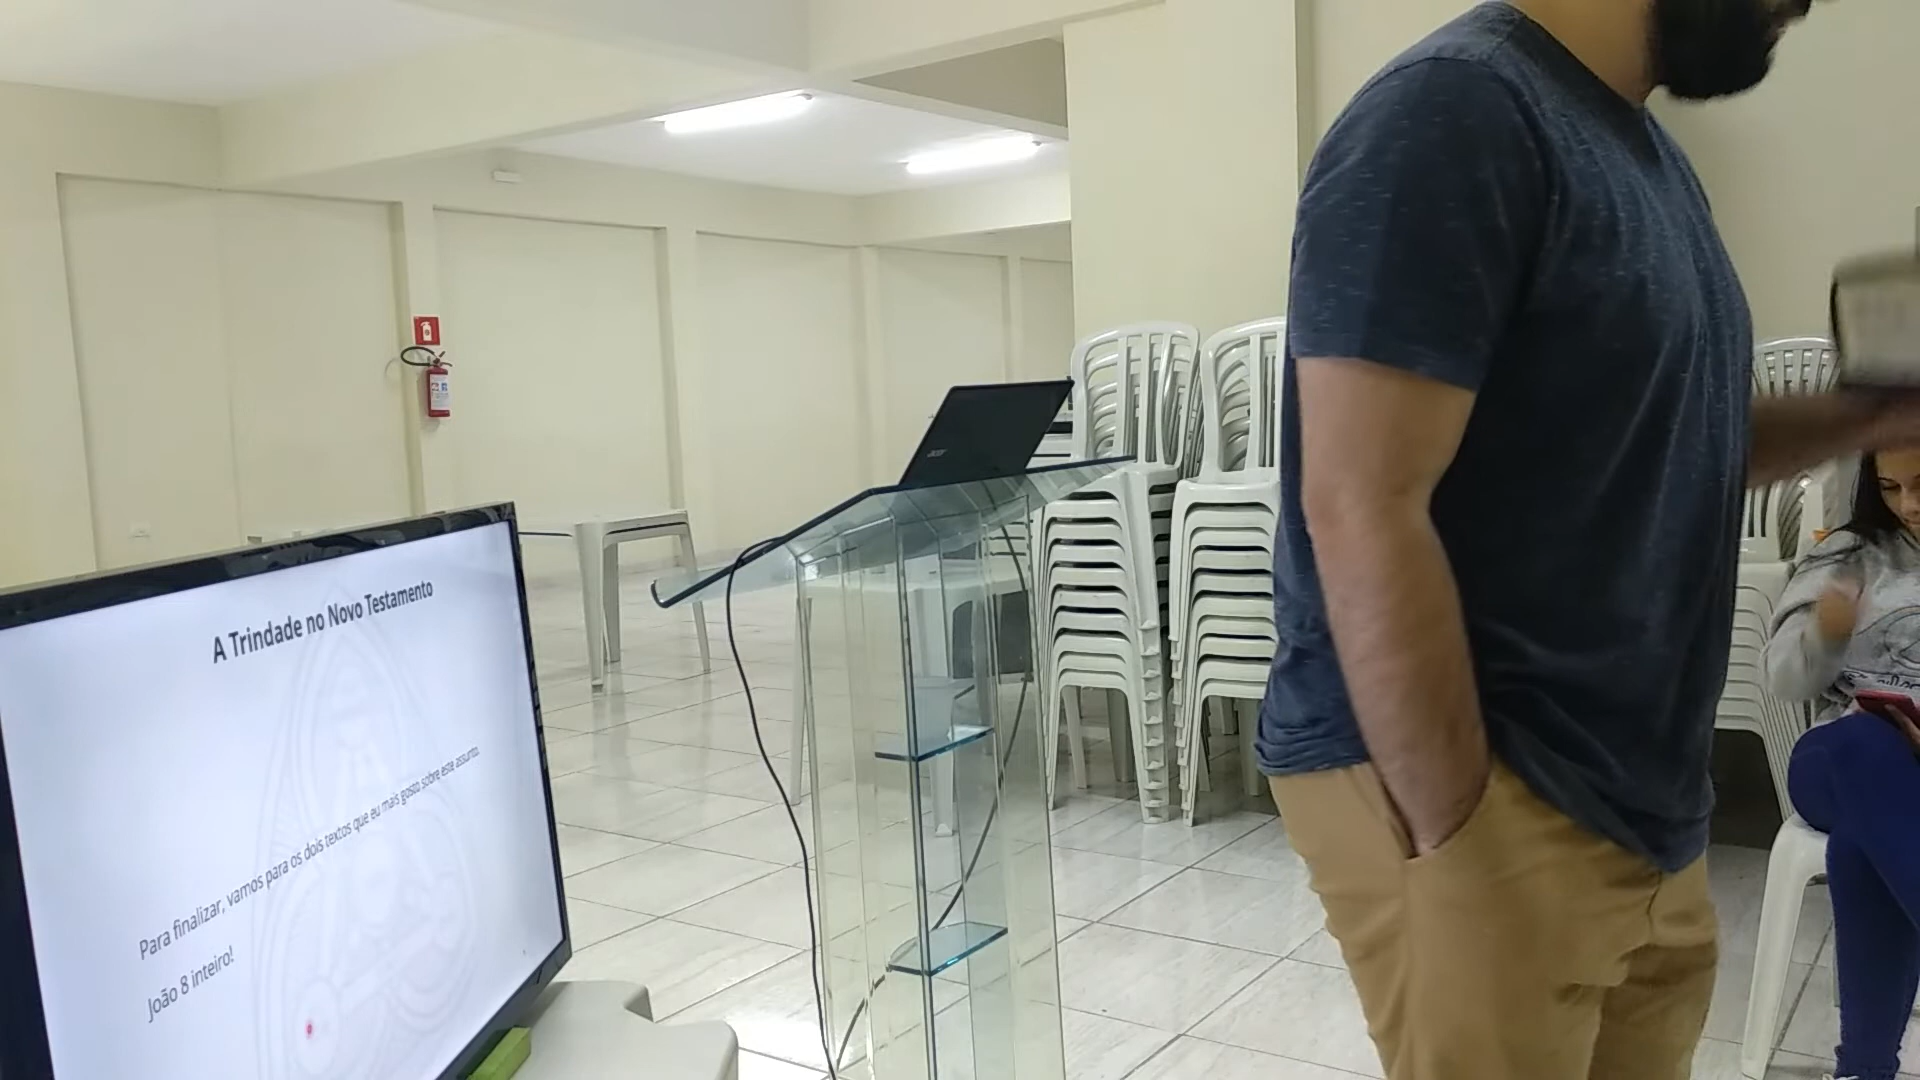 A Trindade no Novo Testamento
Para finalizar, vamos para os dois textos que eu mais gosto sobre este assunto.
João 8 inteiro!
acer